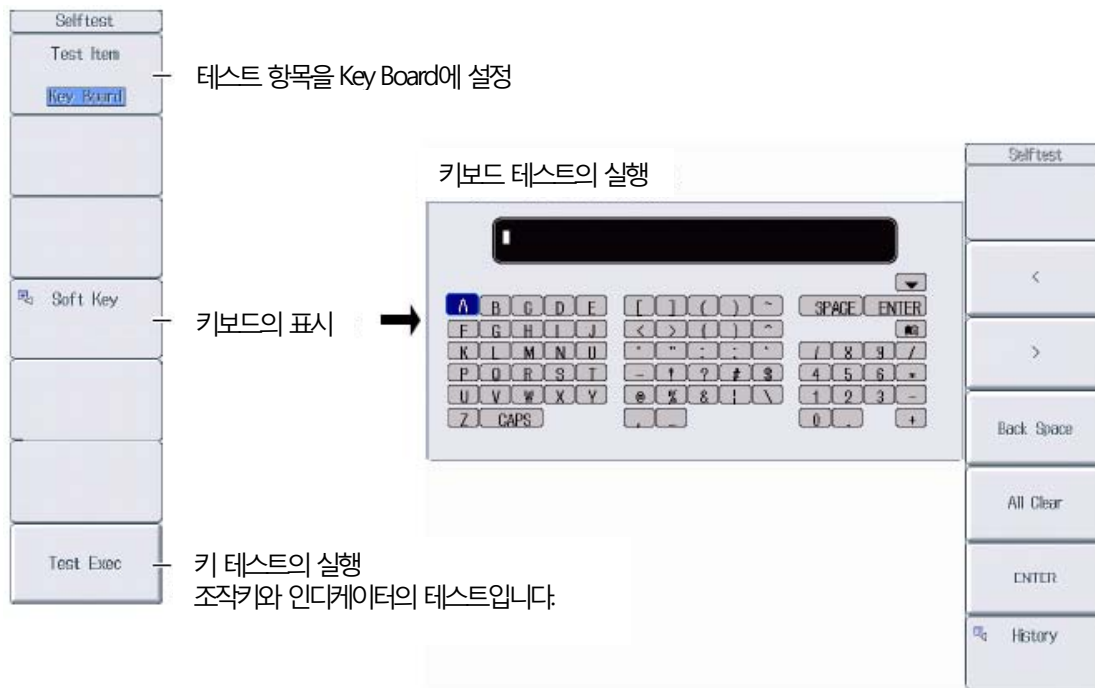 Selftest
Test Item
Key Board
테스트 항목을 Key Board에 설정
Soft Key
키보드의 표시
Test Exec
키 테스트의 실행
조작키와 인디케이터의 테스트입니다.
키보드 테스트의 실행
A B C D E [ ] ( ) ~ SPACE ENTER
F G H I J < > { } ^
K L M N O ' " ; : ` 7 8 9 /
P Q R S T - ! ? # $ 4 5 6 *
U V W X Y @ % & | \ 1 2 3 -
Z CAPS , _ 0 . +
Selftest
<
>
Back Space
All Clear
ENTER
History